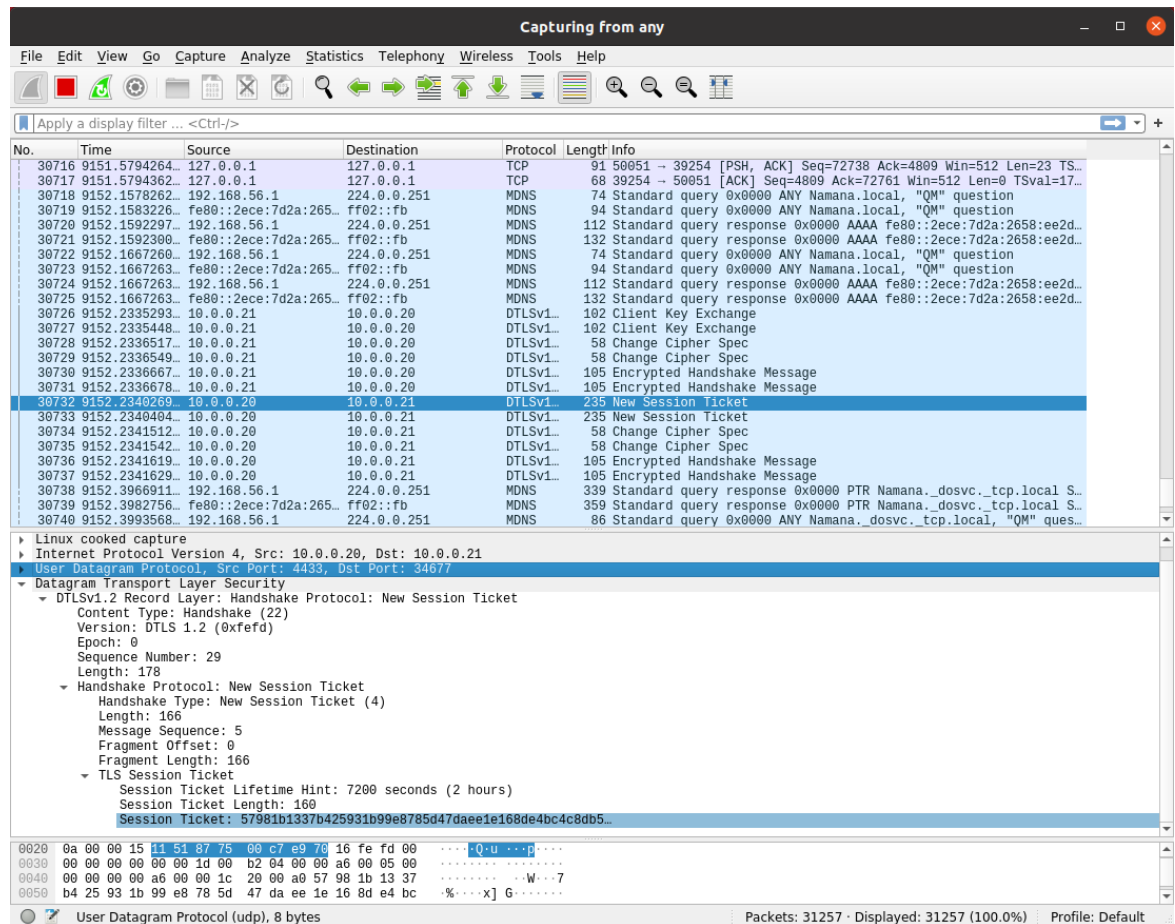 Capturing from any
File Edit View Go Capture Analyze Statistics Telephony Wireless Tools Help
Apply a display filter … <Ctrl-/>
No. Time Source Destination Protocol Length Info
30716 9151.5794264… 127.0.0.1 127.0.0.1 TCP 91 50051 → 39254 [PSH, ACK] Seq=72738 Ack=4809 Win=512 Len=23 TS…
30717 9151.5794362… 127.0.0.1 127.0.0.1 TCP 68 39254 → 50051 [ACK] Seq=4809 Ack=72761 Win=512 Len=0 TSval=17…
30718 9152.1578262… 192.168.56.1 224.0.0.251 MDNS 74 Standard query 0x0000 ANY Namana.local, "QM" question
30719 9152.1583226… fe80::2ece:7d2a:265… ff02::fb MDNS 94 Standard query 0x0000 ANY Namana.local, "QM" question
30720 9152.1592297… 192.168.56.1 224.0.0.251 MDNS 112 Standard query response 0x0000 AAAA fe80::2ece:7d2a:2658:ee2d…
30721 9152.1592300… fe80::2ece:7d2a:265… ff02::fb MDNS 132 Standard query response 0x0000 AAAA fe80::2ece:7d2a:2658:ee2d…
30722 9152.1667260… 192.168.56.1 224.0.0.251 MDNS 74 Standard query 0x0000 ANY Namana.local, "QM" question
30723 9152.1667263… fe80::2ece:7d2a:265… ff02::fb MDNS 94 Standard query 0x0000 ANY Namana.local, "QM" question
30724 9152.1667263… 192.168.56.1 224.0.0.251 MDNS 112 Standard query response 0x0000 AAAA fe80::2ece:7d2a:2658:ee2d…
30725 9152.1667263… fe80::2ece:7d2a:265… ff02::fb MDNS 132 Standard query response 0x0000 AAAA fe80::2ece:7d2a:2658:ee2d…
30726 9152.2335293… 10.0.0.21 10.0.0.20 DTLSv1… 102 Client Key Exchange
30727 9152.2335448… 10.0.0.21 10.0.0.20 DTLSv1… 102 Client Key Exchange
30728 9152.2336517… 10.0.0.21 10.0.0.20 DTLSv1… 58 Change Cipher Spec
30729 9152.2336549… 10.0.0.21 10.0.0.20 DTLSv1… 58 Change Cipher Spec
30730 9152.2336667… 10.0.0.21 10.0.0.20 DTLSv1… 105 Encrypted Handshake Message
30731 9152.2336678… 10.0.0.21 10.0.0.20 DTLSv1… 105 Encrypted Handshake Message
30732 9152.2340269… 10.0.0.20 10.0.0.21 DTLSv1… 235 New Session Ticket
30733 9152.2340404… 10.0.0.20 10.0.0.21 DTLSv1… 235 New Session Ticket
30734 9152.2341512… 10.0.0.20 10.0.0.21 DTLSv1… 58 Change Cipher Spec
30735 9152.2341542… 10.0.0.20 10.0.0.21 DTLSv1… 58 Change Cipher Spec
30736 9152.2341619… 10.0.0.20 10.0.0.21 DTLSv1… 105 Encrypted Handshake Message
30737 9152.2341629… 10.0.0.20 10.0.0.21 DTLSv1… 105 Encrypted Handshake Message
30738 9152.3966911… 192.168.56.1 224.0.0.251 MDNS 339 Standard query response 0x0000 PTR Namana._dosvc._tcp.local S…
30739 9152.3982756… fe80::2ece:7d2a:265… ff02::fb MDNS 359 Standard query response 0x0000 PTR Namana._dosvc._tcp.local S…
30740 9152.3993568… 192.168.56.1 224.0.0.251 MDNS 86 Standard query 0x0000 ANY Namana._dosvc._tcp.local, "QM" ques…
Linux cooked capture
Internet Protocol Version 4, Src: 10.0.0.20, Dst: 10.0.0.21
User Datagram Protocol, Src Port: 4433, Dst Port: 34677
Datagram Transport Layer Security
DTLSv1.2 Record Layer: Handshake Protocol: New Session Ticket
Content Type: Handshake (22)
Version: DTLS 1.2 (0xfefd)
Epoch: 0
Sequence Number: 29
Length: 178
Handshake Protocol: New Session Ticket
Handshake Type: New Session Ticket (4)
Length: 166
Message Sequence: 5
Fragment Offset: 0
Fragment Length: 166
TLS Session Ticket
Session Ticket Lifetime Hint: 7200 seconds (2 hours)
Session Ticket Length: 160
Session Ticket: 57981b1337b425931b99e8785d47daee1e168de4bc4c8db5…
0020 0a 00 00 15 11 51 87 75 00 c7 e9 70 16 fe fd 00 ·····Q·u ···p····
0030 00 00 00 00 00 1d 00 b2 04 00 00 a6 00 05 00 ········ ·······
0040 00 00 00 00 a6 00 00 1c 20 00 a0 57 98 1b 13 37 ········ ··W··7
0050 b4 25 93 1b 99 e8 78 5d 47 da ee 1e 16 8d e4 bc ·%····x] G·······
User Datagram Protocol (udp), 8 bytes Packets: 31257 · Displayed: 31257 (100.0%) Profile: Default